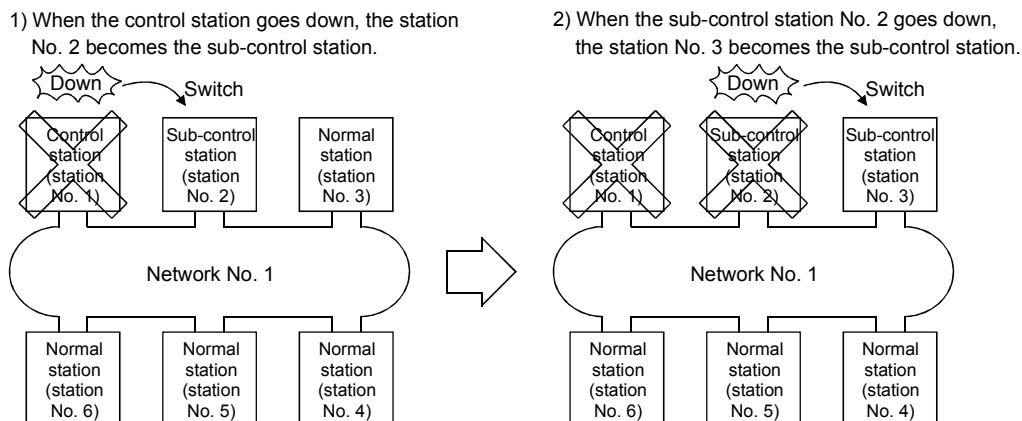 1) When the control station goes down, the station
No. 2 becomes the sub-control station.
Down
Switch
Control
station
(station
No. 1)
Sub-control
station
(station
No. 2)
Normal
station
(station
No. 3)
Network No. 1
Normal
station
(station
No. 6)
Normal
station
(station
No. 5)
Normal
station
(station
No. 4)
2) When the sub-control station No. 2 goes down,
the station No. 3 becomes the sub-control station.
Down
Switch
Control
station
(station
No. 1)
Sub-control
station
(station
No. 2)
Sub-control
station
(station
No. 3)
Network No. 1
Normal
station
(station
No. 6)
Normal
station
(station
No. 5)
Normal
station
(station
No. 4)